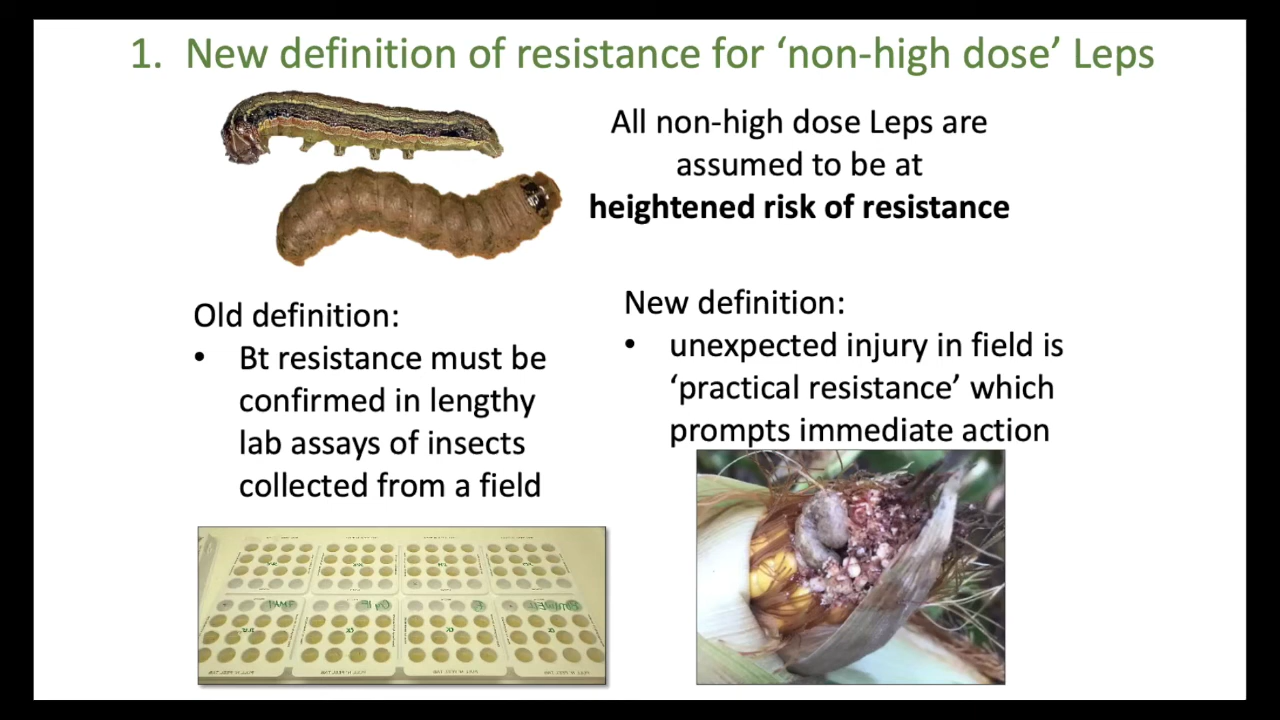 1. New definition of resistance for ‘non-high dose’ Leps
All non-high dose Leps are
assumed to be at
heightened risk of resistance
Old definition:
• Bt resistance must be
confirmed in lengthy
lab assays of insects
collected from a field
New definition:
• unexpected injury in field is
‘practical resistance’ which
prompts immediate action